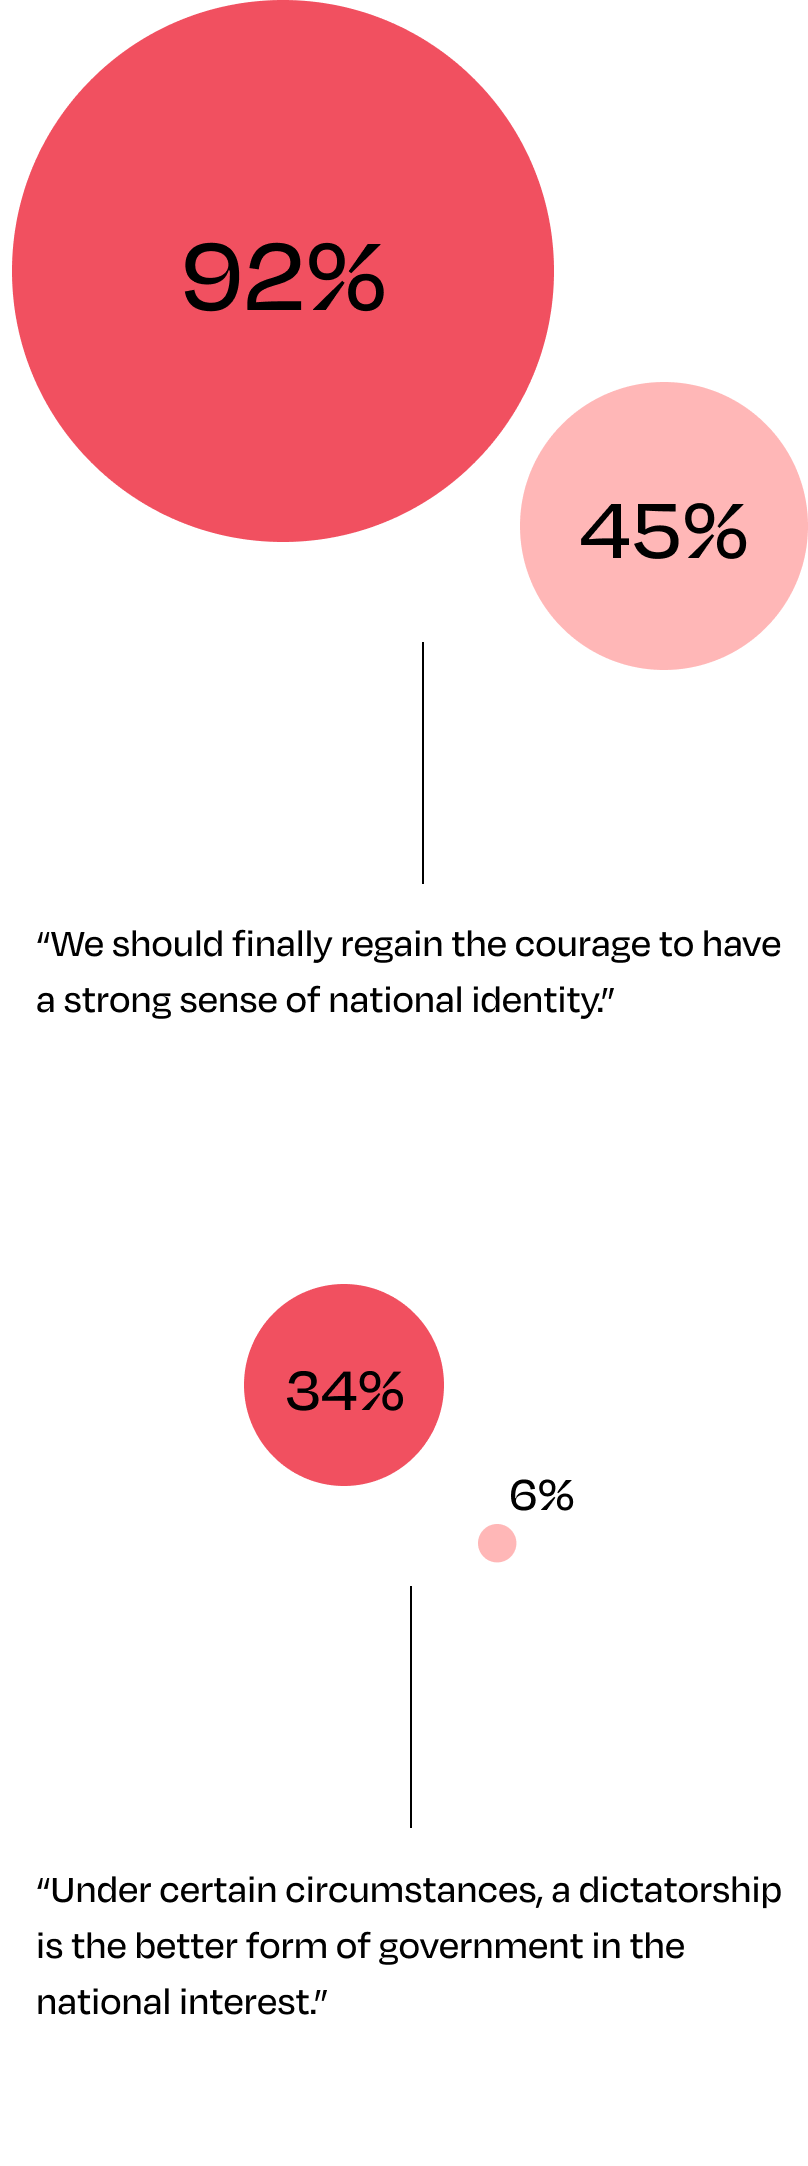 92%
45%
“We should finally regain the courage to have
a strong sense of national identity.”
34%
6%
“Under certain circumstances, a dictatorship
is the better form of government in the
national interest.”